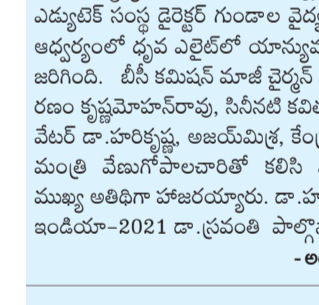 ఎడ్యుటెక్ సంస్థ డైరెక్టర్ గుండాల
ఆధ్వర్యంలో ధృవ ఎలైట్‌లో
జరిగింది. బీసీ కమిషన్ మాజీ చైర్మన్
రణం కృష్ణమోహన్‌రావు, సినీనటి
వేటర్ డా.హరికృష్ణ, అజయ్‌మిశ్ర,
మంత్రి వేణుగోపాలచారితో కలిసి
ముఖ్య అతిథిగా హాజరయ్యారు.
ఇండియా-2021 డా.స్రవంతి